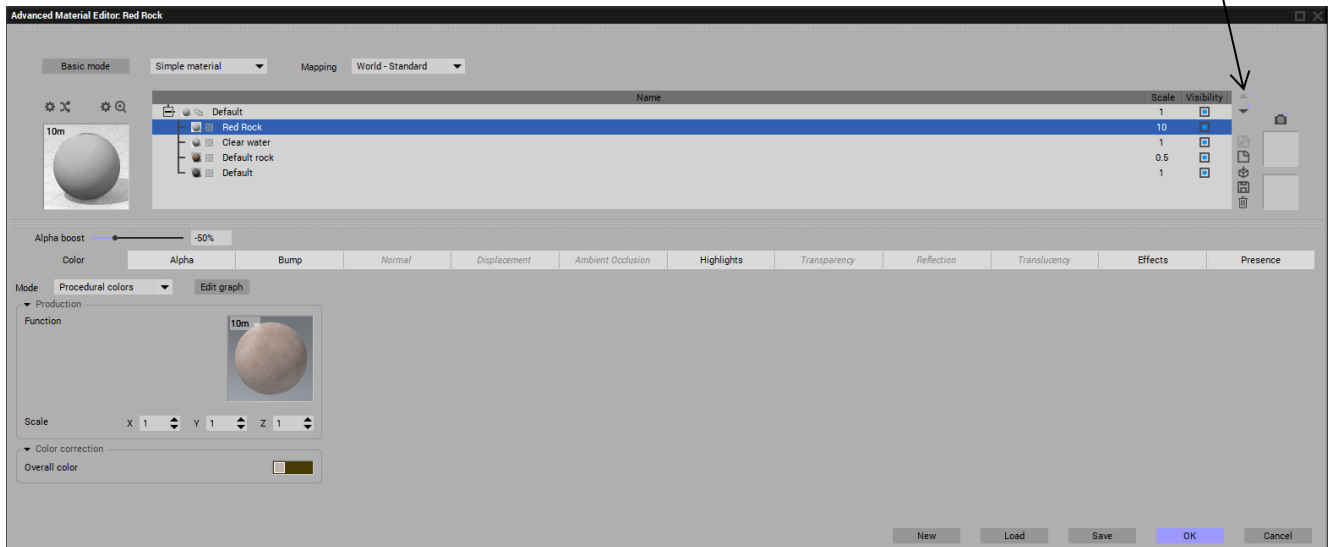 Advanced Material Editor: Red Rock
Basic mode Simple material Mapping World - Standard
Name Scale Visibility
Default 1
10m
Red Rock 10
Clear water 1
Default rock 0.5
Default 1
Alpha boost -50%
Color Alpha Bump Normal Displacement Ambient Occlusion Highlights Transparency Reflection Translucency Effects Presence
Mode Procedural colors Edit graph
Production
Function 10m
Scale X 1 Y 1 Z 1
Color correction
Overall color
New Load Save OK Cancel